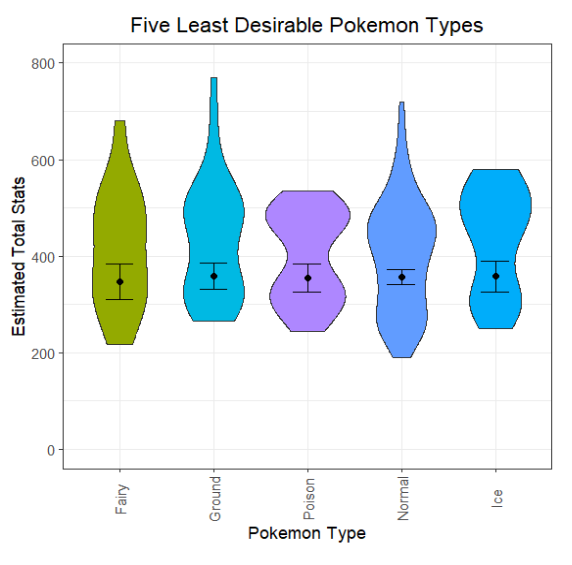 Five Least Desirable Pokemon Types
Estimated Total Stats
800
600
400
200
0
Fairy
Ground
Poison
Normal
Ice
Pokemon Type